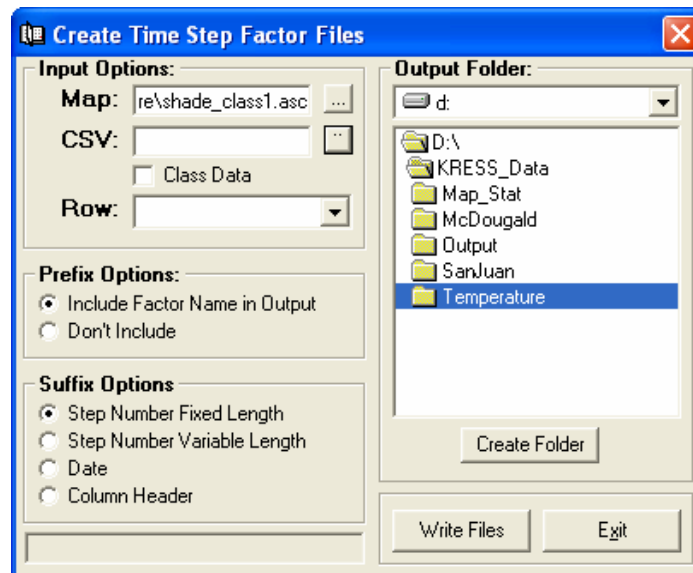 Create Time Step Factor Files
Input Options:
Map: re\shade_class1.asc ...
CSV: ..
Class Data
Row:
Prefix Options:
Include Factor Name in Output
Don't Include
Suffix Options
Step Number Fixed Length
Step Number Variable Length
Date
Column Header
Output Folder:
d:
D:\
KRESS_Data
Map_Stat
McDougald
Output
SanJuan
Temperature
Create Folder
Write Files Exit